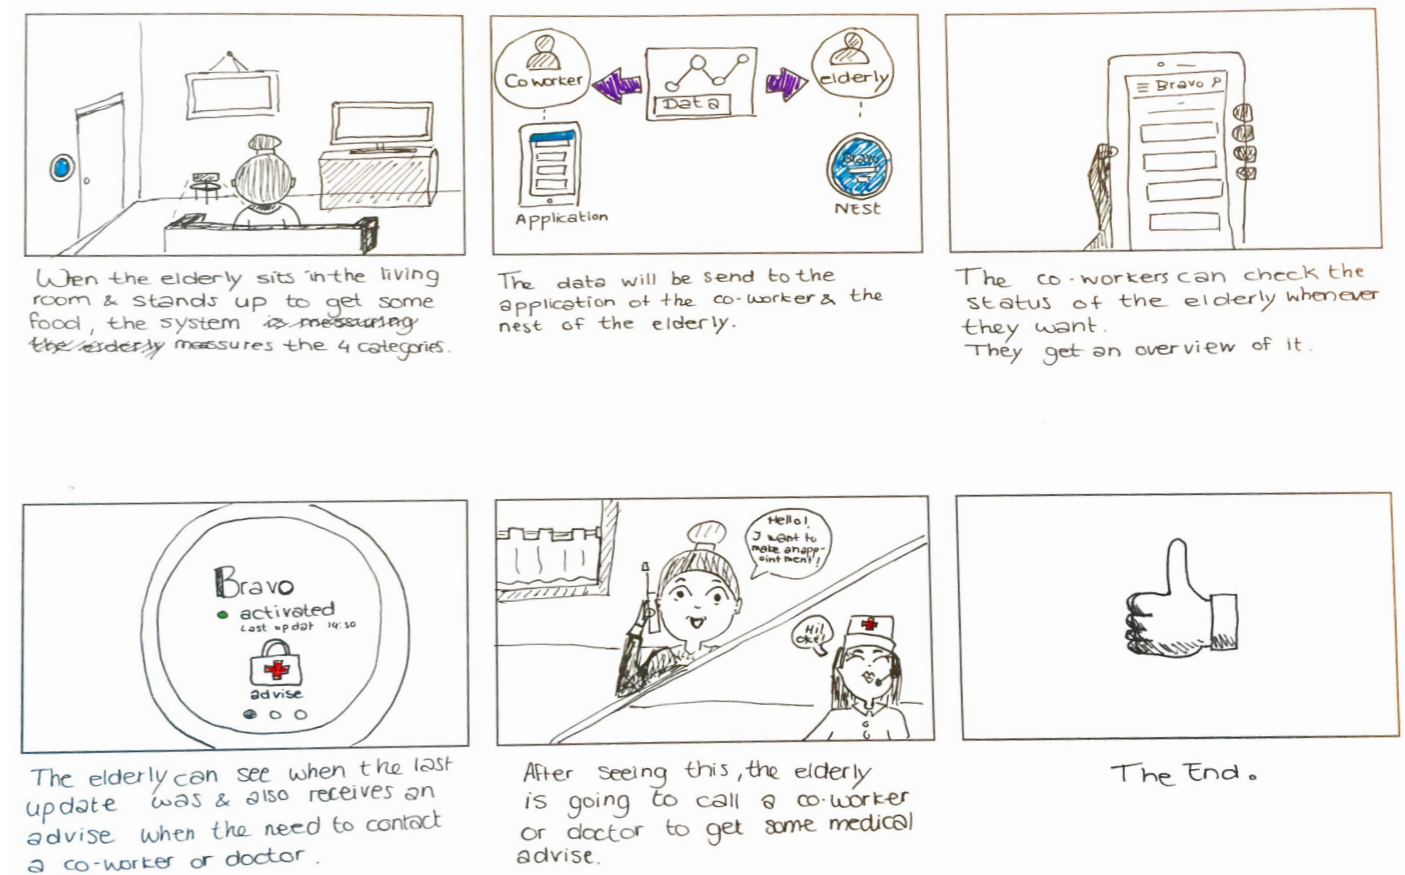 Coworker
Data
elderly
Application
Bravo
NEST
Bravo
When the elderly sits in the living
room & stands up to get some
food, the system is messuring
the elderly meassures the 4 categories.
The data will be send to the
application of the co-worker & the
nest of the elderly.
The co-workers can check the
status of the elderly whenever
they want.
They get an overview of it.
Bravo
activated
Last updat 14:30
advise
Hello!
I want to
make an app-
ointment!
Hi!
oke!
The elderly can see when the last
update was & also receives an
advise when the need to contact
a co-worker or doctor.
After seeing this, the elderly
is going to call a co-worker
or doctor to get some medical
advise.
The End.